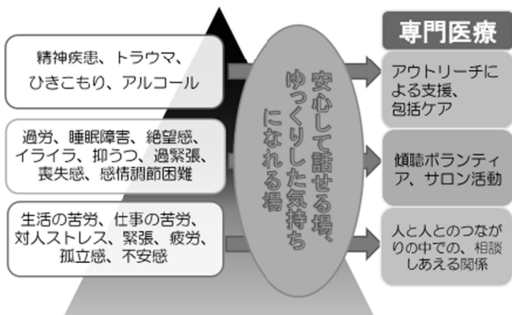 精神疾患、トラウマ、
ひきこもり、アルコール
過労、睡眠障害、絶望感、
イライラ、抑うつ、過緊張、
喪失感、感情調節困難
生活の苦労、仕事の苦労、
対人ストレス、緊張、疲労、
孤立感、不安感
安心して話せる場、
ゆっくりした気持ち
になれる場
専門医療
アウトリーチに
よる支援、
包括ケア
傾聴ボランティ
ア、サロン活動
人と人とのつなが
りの中での、相談
しあえる関係